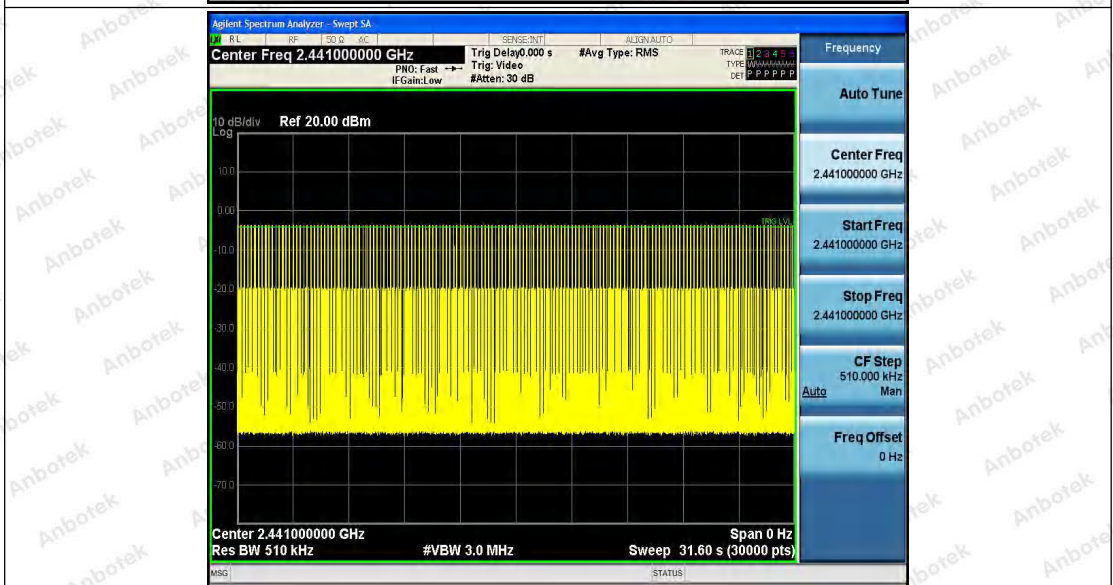 Agilent Spectrum Analyzer - Swept SA
RL RF 50 Ω AC SENSE:INT ALIGN AUTO
Center Freq 2.441000000 GHz
PNO: Fast
IFGain:Low
Trig Delay0.000 s
Trig: Video
#Atten: 30 dB
#Avg Type: RMS
TRACE 1 2 3 4 5 6
TYPE
DET P P P P P P
10 dB/div Ref 20.00 dBm
Log
10.0
0.00
TRIG LVL
-10.0
-20.0
-30.0
-40.0
-50.0
-60.0
-70.0
Center 2.441000000 GHz Span 0 Hz
Res BW 510 kHz #VBW 3.0 MHz Sweep 31.60 s (30000 pts)
MSG STATUS
Frequency
Auto Tune
Center Freq
2.441000000 GHz
Start Freq
2.441000000 GHz
Stop Freq
2.441000000 GHz
CF Step
510.000 kHz
Auto Man
Freq Offset
0 Hz
Anbotek